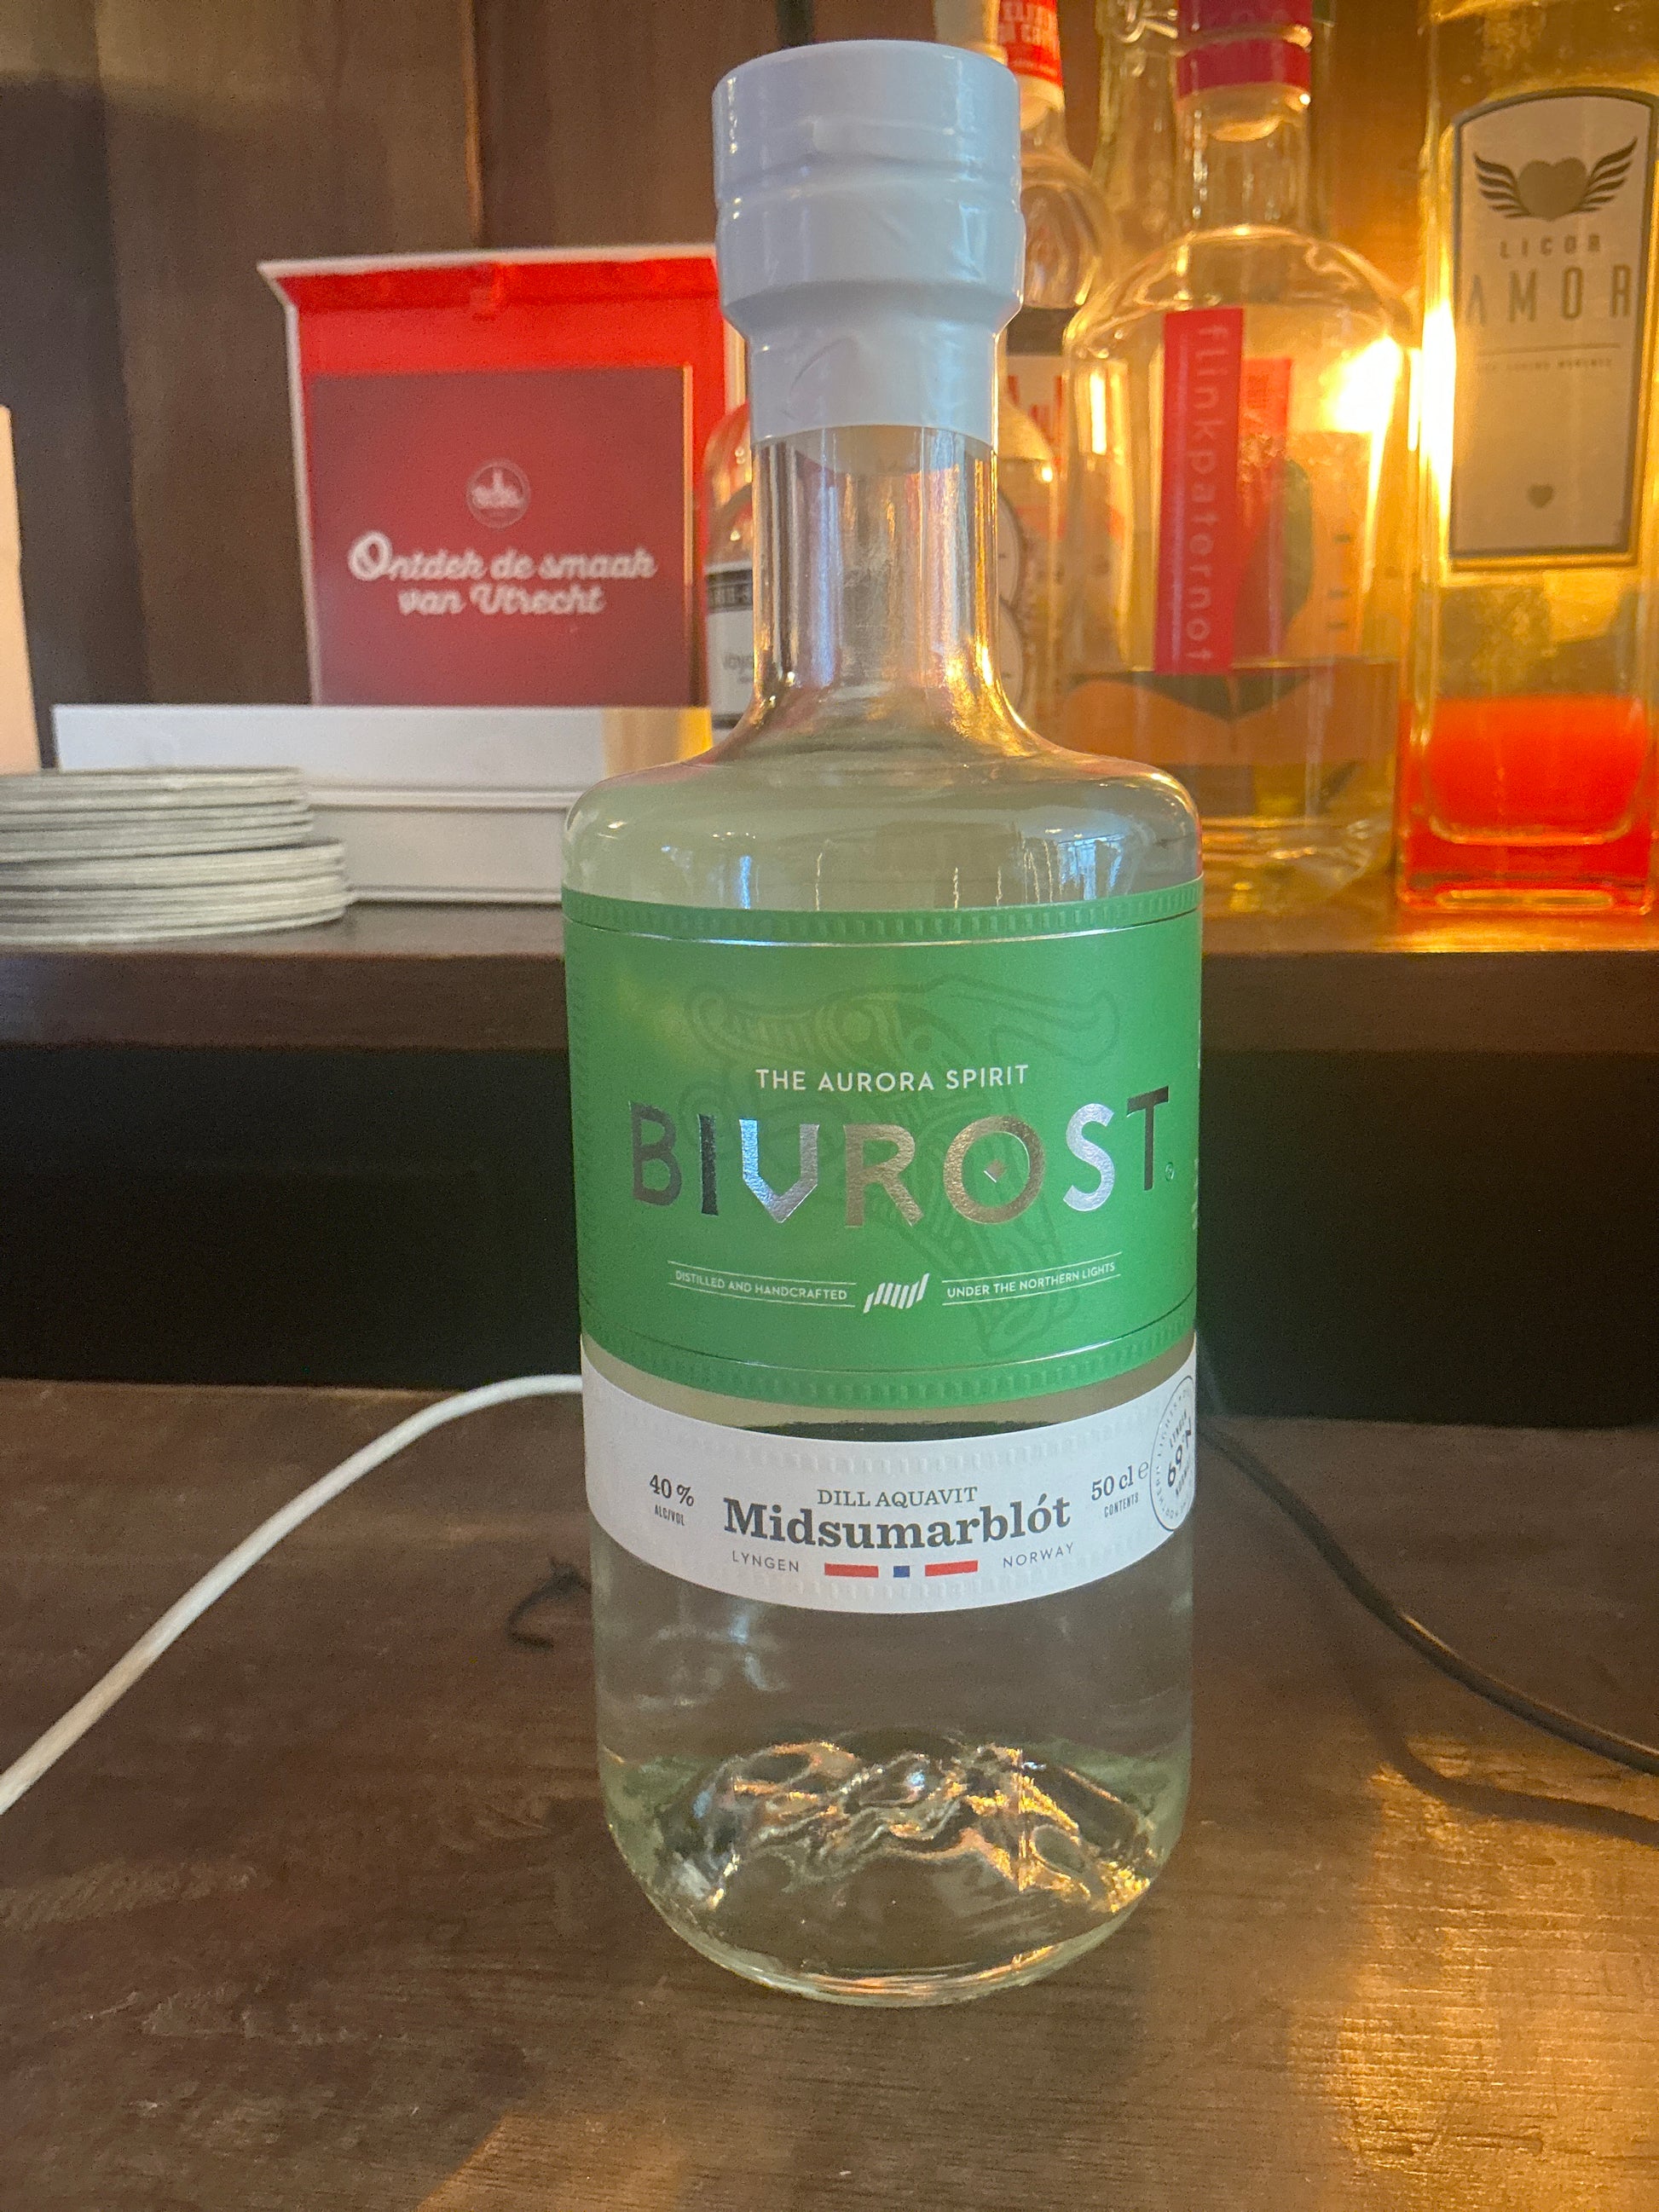 Ontdek de smaak
van Utrecht
flinkpaternot
LICOR
AMOR
THE AURORA SPIRIT
BIVROST®
DISTILLED AND HANDCRAFTED
UNDER THE NORTHERN LIGHTS
40 %
ALC/VOL
DILL AQUAVIT
Midsumarblót
LYNGEN
NORWAY
50 cl e
CONTENTS
69°N